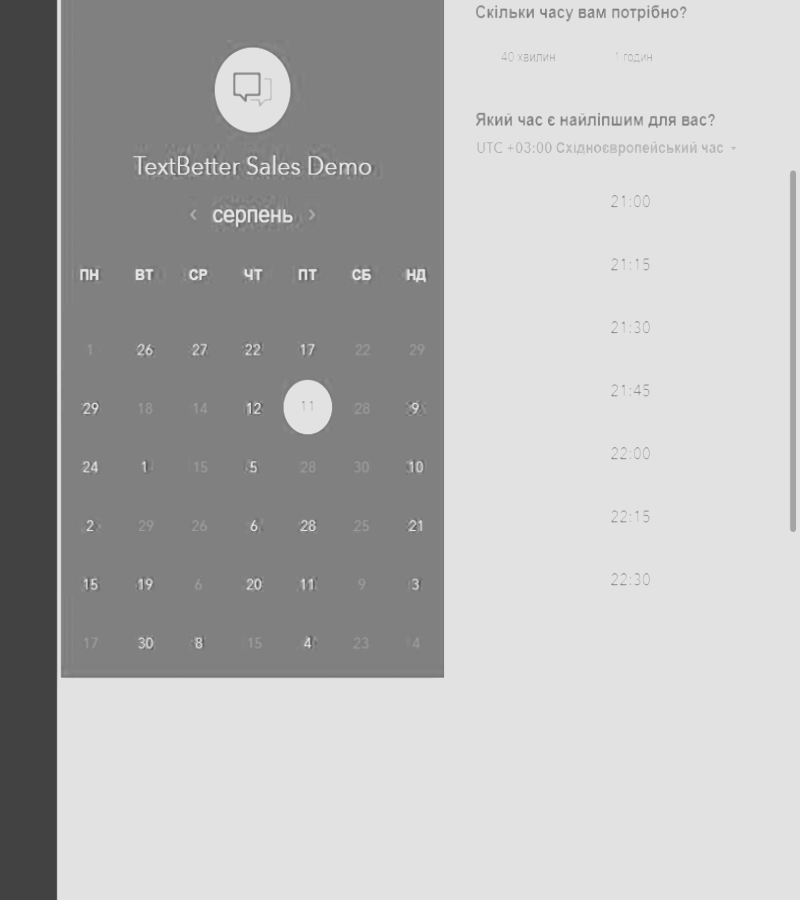 TextBetter Sales Demo
‹ серпень ›
ПН ВТ СР ЧТ ПТ СБ НД
1 26 27 22 17 22 29
29 18 14 12 11 28 9
24 1 15 5 28 30 10
2 29 26 6 28 25 21
15 19 6 20 11 9 3
17 30 8 15 4 23 4
Скільки часу вам потрібно?
40 хвилин 1 годин
Який час є найліпшим для вас?
UTC +03:00 Східноєвропейський час
21:00
21:15
21:30
21:45
22:00
22:15
22:30